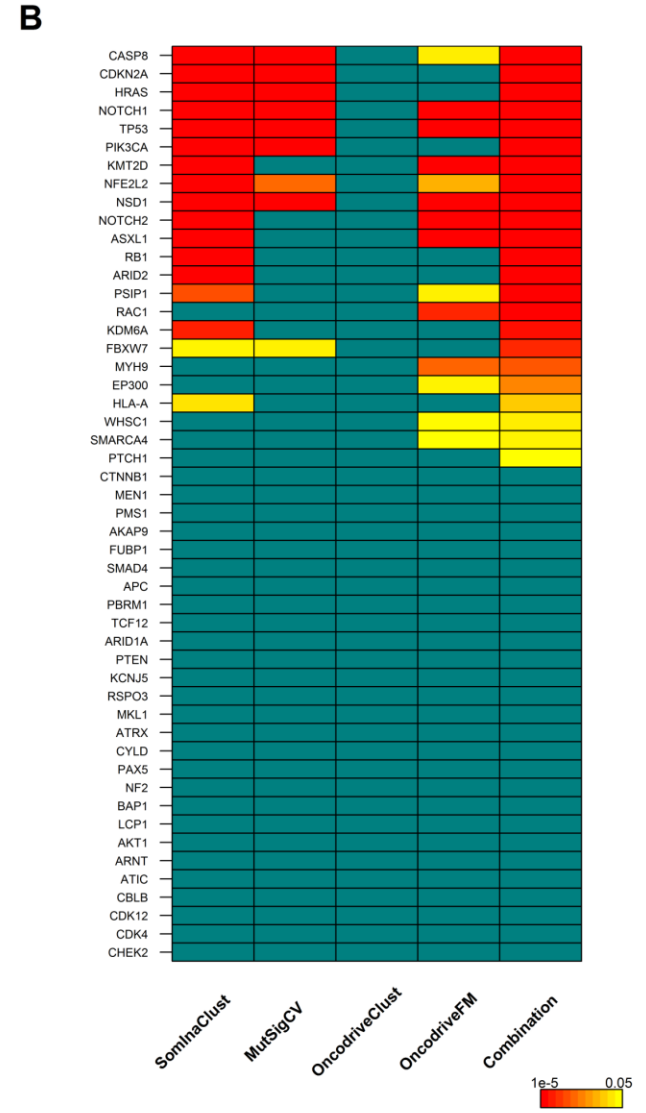 B
CASP8
CDKN2A
HRAS
NOTCH1
TP53
PIK3CA
KMT2D
NFE2L2
NSD1
NOTCH2
ASXL1
RB1
ARID2
PSIP1
RAC1
KDM6A
FBXW7
MYH9
EP300
HLA-A
WHSC1
SMARCA4
PTCH1
CTNNB1
MEN1
PMS1
AKAP9
FUBP1
SMAD4
APC
PBRM1
TCF12
ARID1A
PTEN
KCNJ5
RSPO3
MKL1
ATRX
CYLD
PAX5
NF2
BAP1
LCP1
AKT1
ARNT
ATIC
CBLB
CDK12
CDK4
CHEK2
SomInaClust MutSigCV OncodriveClust OncodriveFM Combination
1e-5 0.05